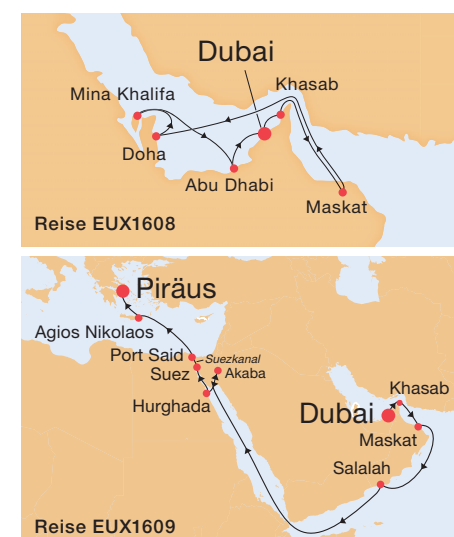 Dubai
Mina Khalifa
Khasab
Doha
Abu Dhabi
Maskat
Reise EUX1608
Piräus
Agios Nikolaos
Port Said
Suezkanal
Suez
Akaba
Hurghada
Khasab
Dubai
Maskat
Salalah
Reise EUX1609